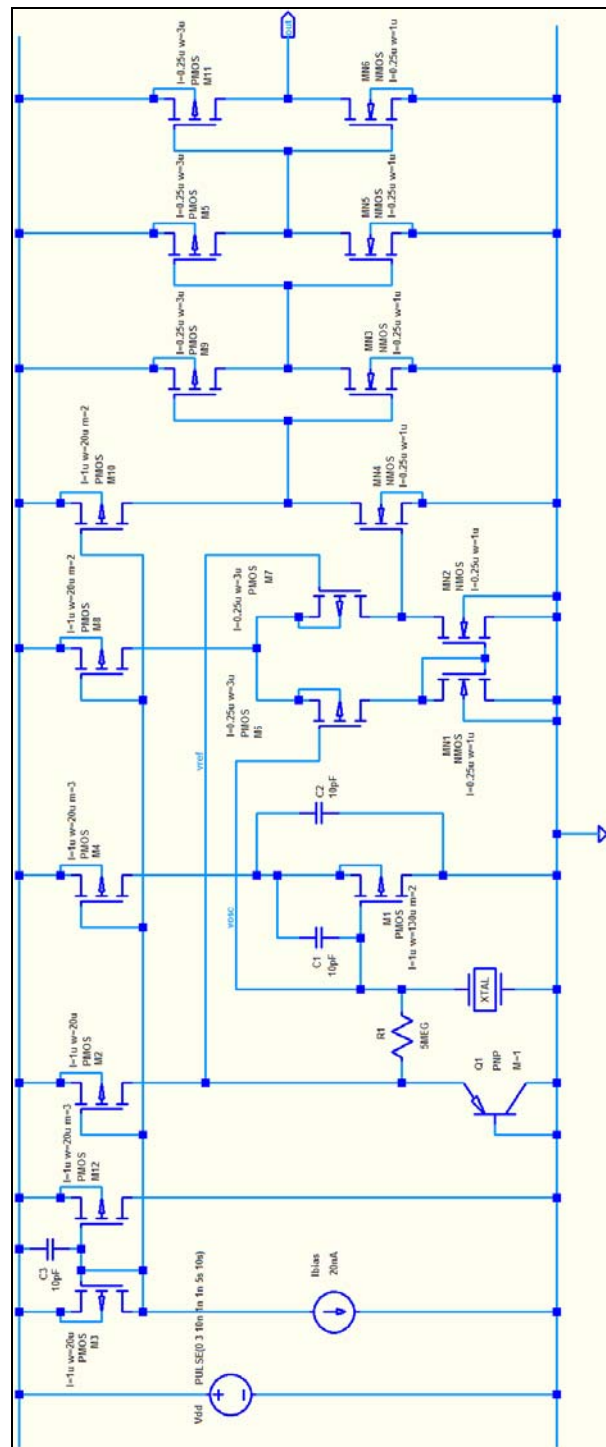 Vdd
PULSE(0 3 10n 1n 1n 5s 10s)
l=1u w=20u
PMOS
M3
C3
10pF
Ibias
20nA
l=1u w=20u m=3
PMOS
M12
l=1u w=20u
PMOS
M2
Q1
PNP
M=1
R1
5MEG
XTAL
l=1u w=20u m=3
PMOS
M4
C1
10pF
M1
PMOS
l=1u w=130u m=2
C2
10pF
vosc
vref
l=1u w=20u m=2
PMOS
M8
l=0.25u w=3u
PMOS
M6
l=0.25u w=3u
PMOS
M7
MN1
NMOS
l=0.25u w=1u
MN2
NMOS
l=0.25u w=1u
l=1u w=20u m=2
PMOS
M10
MN4
NMOS
l=0.25u w=1u
l=0.25u w=3u
PMOS
M9
MN3
NMOS
l=0.25u w=1u
l=0.25u w=3u
PMOS
M5
MN5
NMOS
l=0.25u w=1u
l=0.25u w=3u
PMOS
M11
MN6
NMOS
l=0.25u w=1u
out